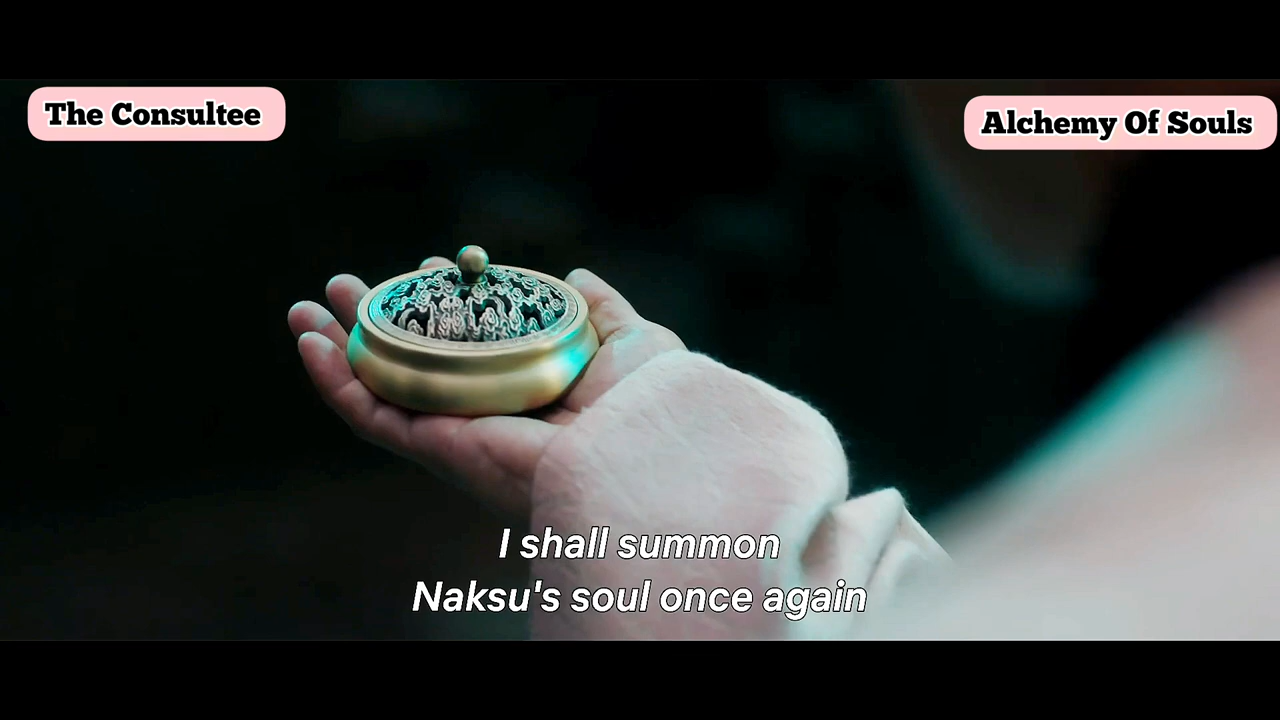 The Consultee
Alchemy Of Souls
I shall summon
Naksu's soul once again